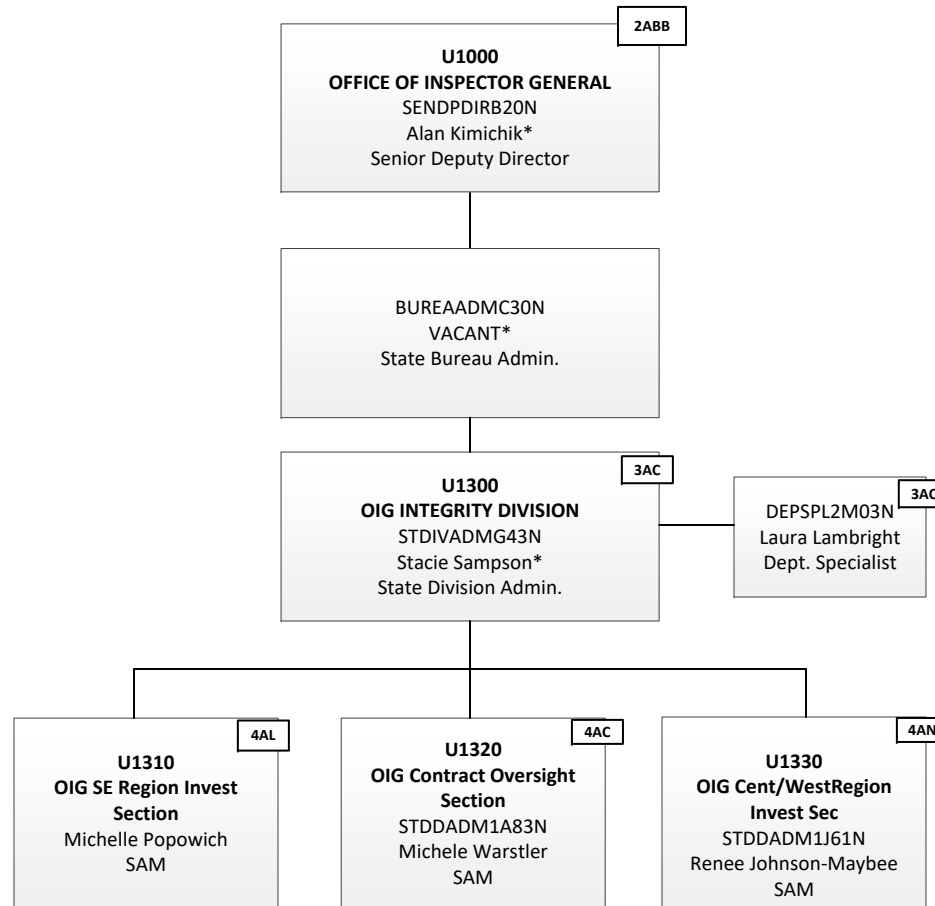 2ABB
U1000
OFFICE OF INSPECTOR GENERAL
SENDPDIRB20N
Alan Kimichik*
Senior Deputy Director
BUREAADMC30N
VACANT*
State Bureau Admin.
3AC
U1300
OIG INTEGRITY DIVISION
STDIVADMG43N
Stacie Sampson*
State Division Admin.
3AC
DEPSPL2M03N
Laura Lambright
Dept. Specialist
4AL
U1310
OIG SE Region Invest
Section
Michelle Popowich
SAM
4AC
U1320
OIG Contract Oversight
Section
STDDADM1A83N
Michele Warstler
SAM
4AN
U1330
OIG Cent/WestRegion
Invest Sec
STDDADM1J61N
Renee Johnson-Maybee
SAM